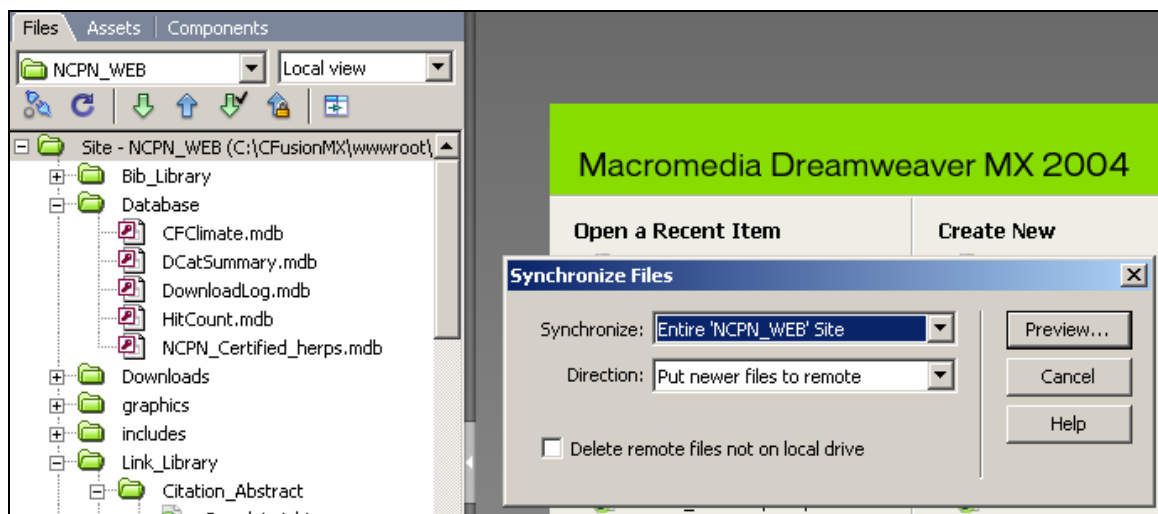 Files Assets Components
NCPN_WEB Local view
Site - NCPN_WEB (C:\CFusionMX\wwwroot\
Bib_Library
Database
CFClimate.mdb
DCatSummary.mdb
DownloadLog.mdb
HitCount.mdb
NCPN_Certified_herps.mdb
Downloads
graphics
includes
Link_Library
Citation_Abstract
Macromedia Dreamweaver MX 2004
Open a Recent Item Create New
Synchronize Files
Synchronize: Entire 'NCPN_WEB' Site Preview...
Direction: Put newer files to remote Cancel
Help
Delete remote files not on local drive